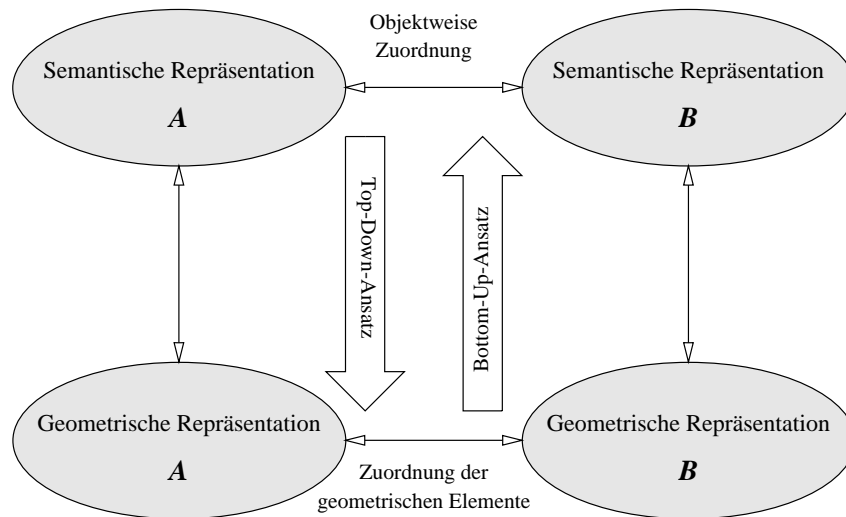 Objektweise
Zuordnung
Semantische Repräsentation
A
Semantische Repräsentation
B
Top-Down-Ansatz
Bottom-Up-Ansatz
Geometrische Repräsentation
A
Geometrische Repräsentation
B
Zuordnung der
geometrischen Elemente